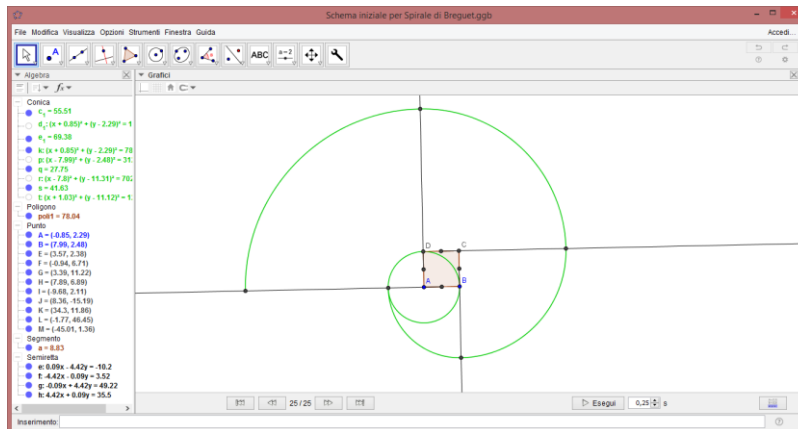 Schema iniziale per Spirale di Breguet.ggb
File Modifica Visualizza Opzioni Strumenti Finestra Guida
Accedi...
ABC
a=2
Algebra
Grafici
fx
Conica
c₁ = 55.51
d₁: (x + 0.85)² + (y - 2.29)² = 1
e₁ = 69.38
k: (x + 0.85)² + (y - 2.29)² = 78
p: (x - 7.99)² + (y - 2.48)² = 31.
q = 27.75
r: (x - 7.8)² + (y - 11.31)² = 702
s = 41.63
t: (x + 1.03)² + (y - 11.12)² = 1.
Poligono
poli1 = 78.04
Punto
A = (-0.85, 2.29)
B = (7.99, 2.48)
E = (3.57, 2.38)
F = (-0.94, 6.71)
G = (3.39, 11.22)
H = (7.89, 6.89)
I = (-9.68, 2.11)
J = (8.36, -15.19)
K = (34.3, 11.86)
L = (-1.77, 46.45)
M = (-45.01, 1.36)
Segmento
a = 8.83
Semiretta
e: 0.09x - 4.42y = -10.2
f: -4.42x - 0.09y = 3.52
g: -0.09x + 4.42y = 49.22
h: 4.42x + 0.09y = 35.5
D
C
A
B
25 / 25
Esegui
0,25
s
Inserimento: